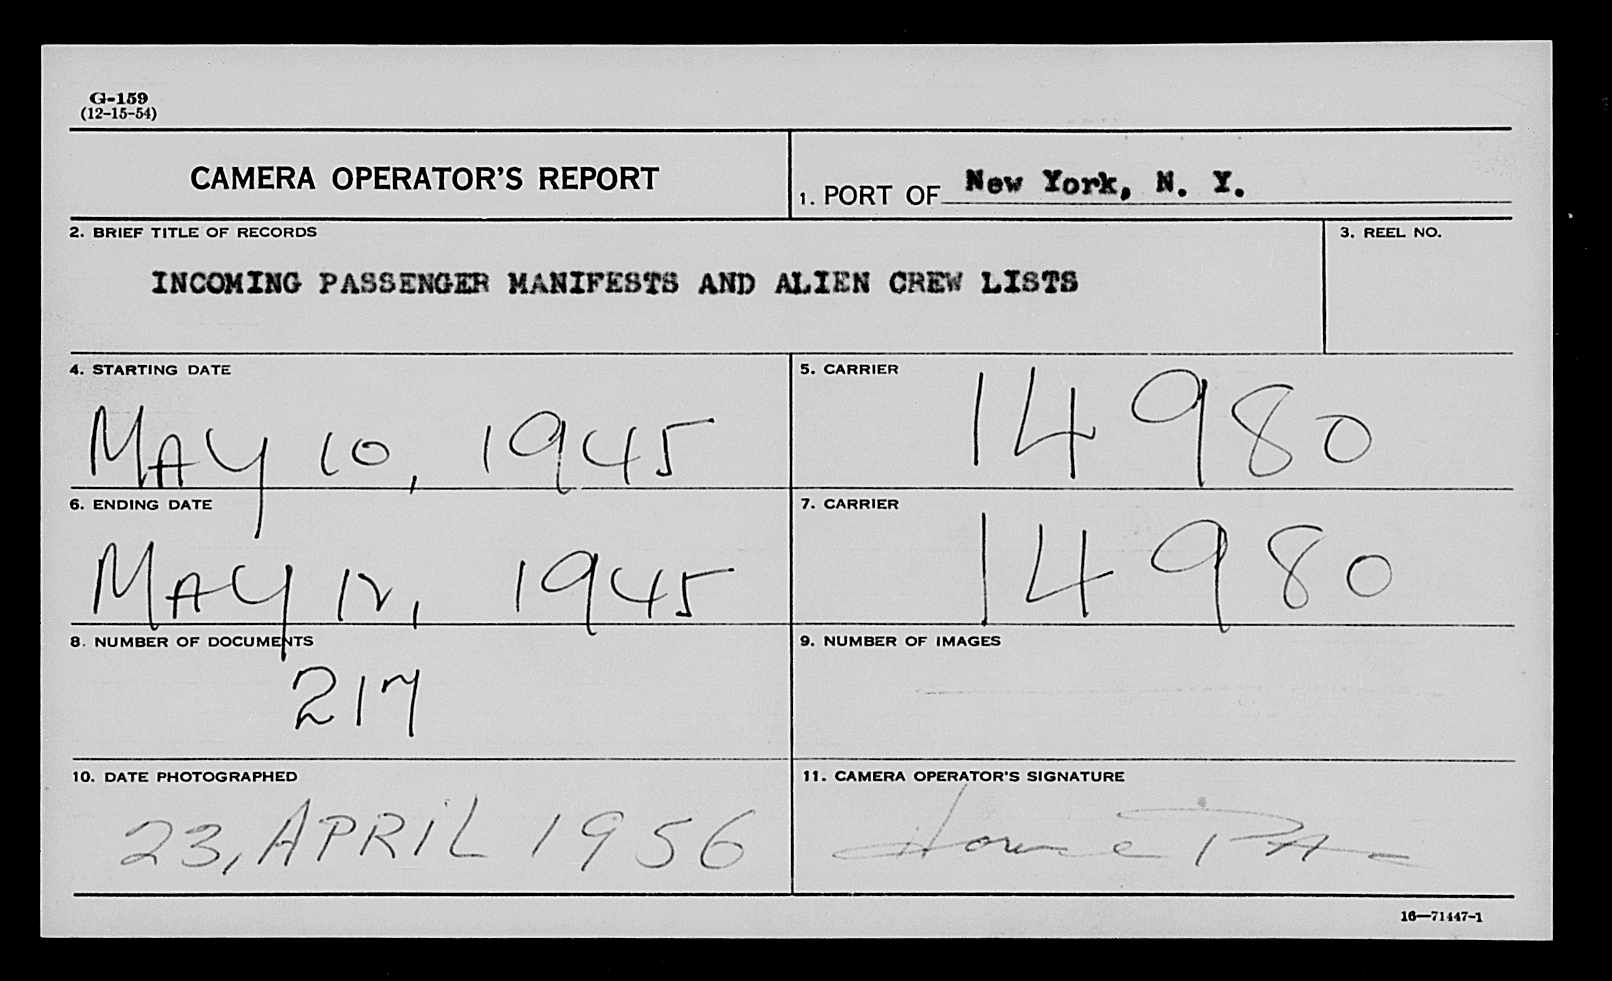 G-159
(12-15-54)
CAMERA OPERATOR'S REPORT
1. PORT OF New York, N. Y.
2. BRIEF TITLE OF RECORDS
3. REEL NO.
INCOMING PASSENGER MANIFESTS AND ALIEN CREW LISTS
4. STARTING DATE
5. CARRIER
MAY 10, 1945
14980
6. ENDING DATE
7. CARRIER
MAY 12, 1945
14980
8. NUMBER OF DOCUMENTS
9. NUMBER OF IMAGES
217
10. DATE PHOTOGRAPHED
11. CAMERA OPERATOR'S SIGNATURE
23, APRIL 1956
16—71447-1